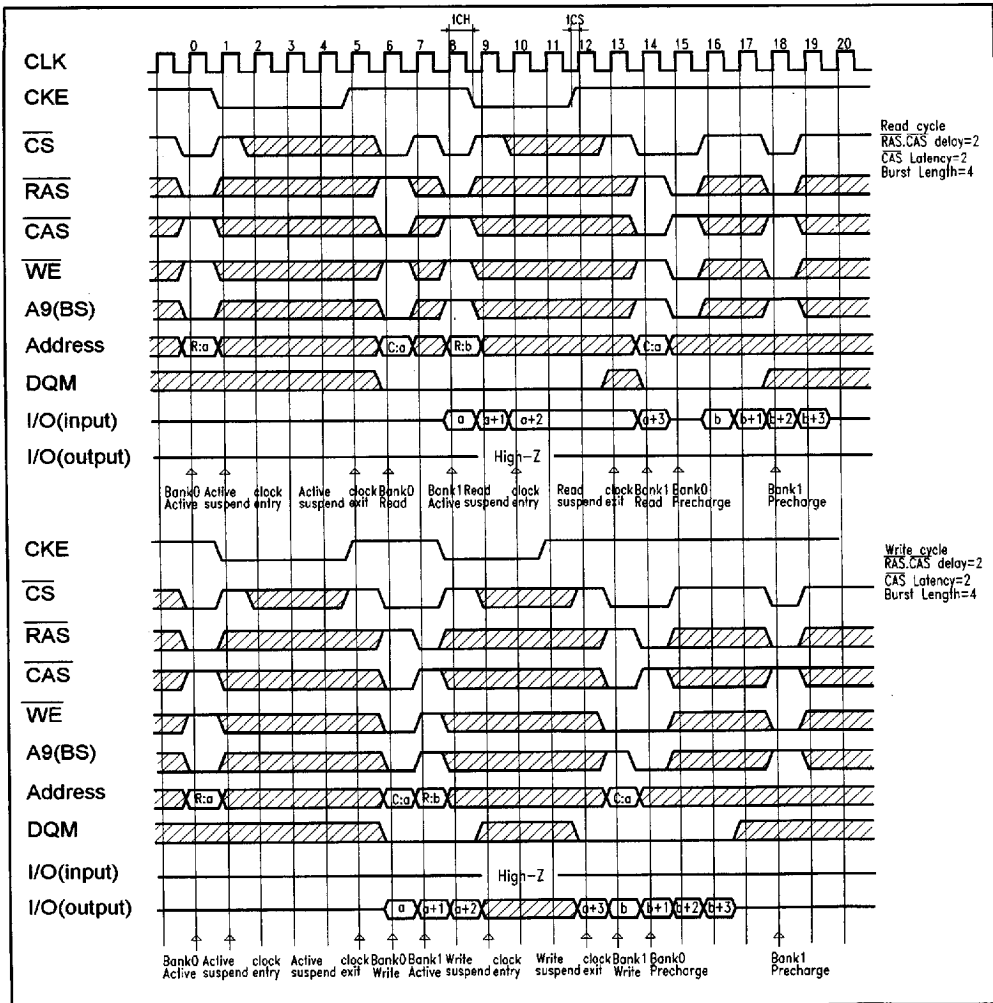 tCH tCS
0 1 2 3 4 5 6 7 8 9 10 11 12 13 14 15 16 17 18 19 20
CLK
CKE
CS
Read cycle
RAS.CAS delay=2
CAS Latency=2
Burst Length=4
RAS
CAS
WE
A9(BS)
Address R:a C:a R:b C:a
DQM
I/O(input) a a+1 a+2 a+3 b b+1 b+2 b+3
I/O(output) High-Z
Bank0 Active clock Active clock Bank0 Bank1 Read clock Read clock Bank1 Bank0 Bank1
Active suspend entry suspend exit Read Active suspend entry suspend exit Read Precharge Precharge
CKE
Write cycle
RAS.CAS delay=2
CAS Latency=2
Burst Length=4
CS
RAS
CAS
WE
A9(BS)
Address R:a C:a R:b C:a
DQM
I/O(input) High-Z
I/O(output) a a+1 a+2 a+3 b b+1 b+2 b+3
Bank0 Active clock Active clock Bank0 Bank1 Write clock Write clock Bank1 Bank0 Bank1
Active suspend entry suspend exit Write Active suspend entry suspend exit Write Precharge Precharge